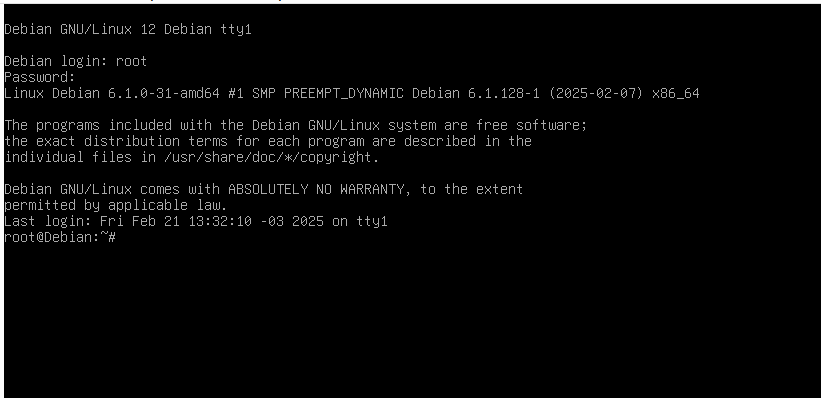 Debian GNU/Linux 12 Debian tty1
Debian login: root
Password:
Linux Debian 6.1.0-31-amd64 #1 SMP PREEMPT_DYNAMIC Debian 6.1.128-1 (2025-02-07) x86_64
The programs included with the Debian GNU/Linux system are free software;
the exact distribution terms for each program are described in the
individual files in /usr/share/doc/*/copyright.
Debian GNU/Linux comes with ABSOLUTELY NO WARRANTY, to the extent
permitted by applicable law.
Last login: Fri Feb 21 13:32:10 -03 2025 on tty1
root@Debian:~#